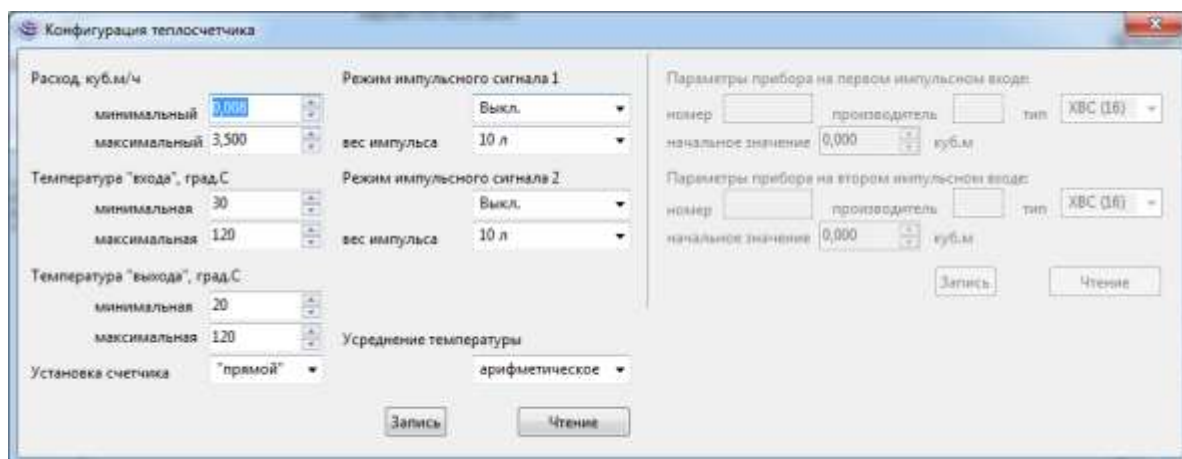 Конфигурация теплосчетчика
Расход, куб.м/ч
минимальный 0,008
максимальный 3,500
Температура "входа", град.С
минимальная 30
максимальная 120
Температура "выхода", град.С
минимальная 20
максимальная 120
Установка счетчика "прямой"
Режим импульсного сигнала 1
Выкл.
вес импульса 10 л
Режим импульсного сигнала 2
Выкл.
вес импульса 10 л
Усреднение температуры
арифметическое
Запись Чтение
Параметры прибора на первом импульсном входе:
номер производитель тип ХВС (16)
начальное значение 0,000 куб.м
Параметры прибора на втором импульсном входе:
номер производитель тип ХВС (16)
начальное значение 0,000 куб.м
Запись Чтение